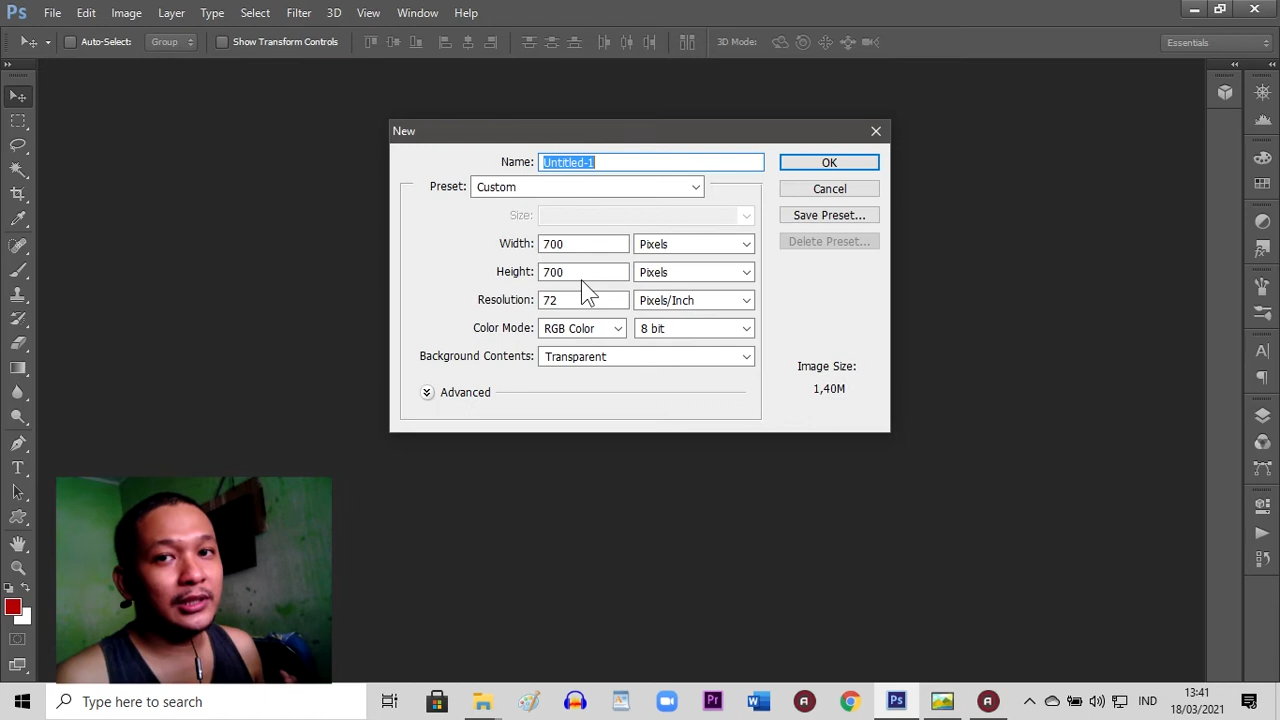 Ps File Edit Image Layer Type Select Filter 3D View Window Help
Auto-Select: Group Show Transform Controls 3D Mode: Essentials
New
Name: Untitled-1 OK
Preset: Custom Cancel
Size: Save Preset...
Width: 700 Pixels Delete Preset...
Height: 700 Pixels
Resolution: 72 Pixels/Inch
Color Mode: RGB Color 8 bit
Background Contents: Transparent
Image Size:
1,40M
Advanced
Type here to search
IND
13:41
18/03/2021